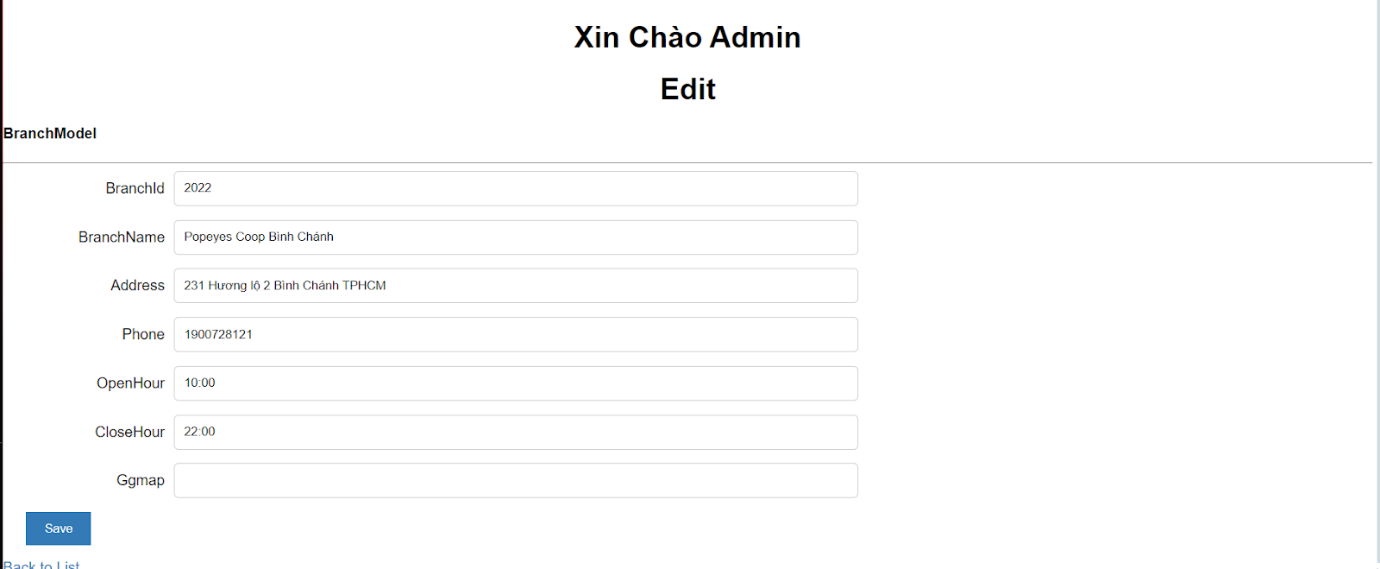 Xin Chào Admin
Edit
BranchModel
BranchId 2022
BranchName Popeyes Coop Bình Chánh
Address 231 Hương lộ 2 Bình Chánh TPHCM
Phone 1900728121
OpenHour 10:00
CloseHour 22:00
Ggmap
Save
Back to List